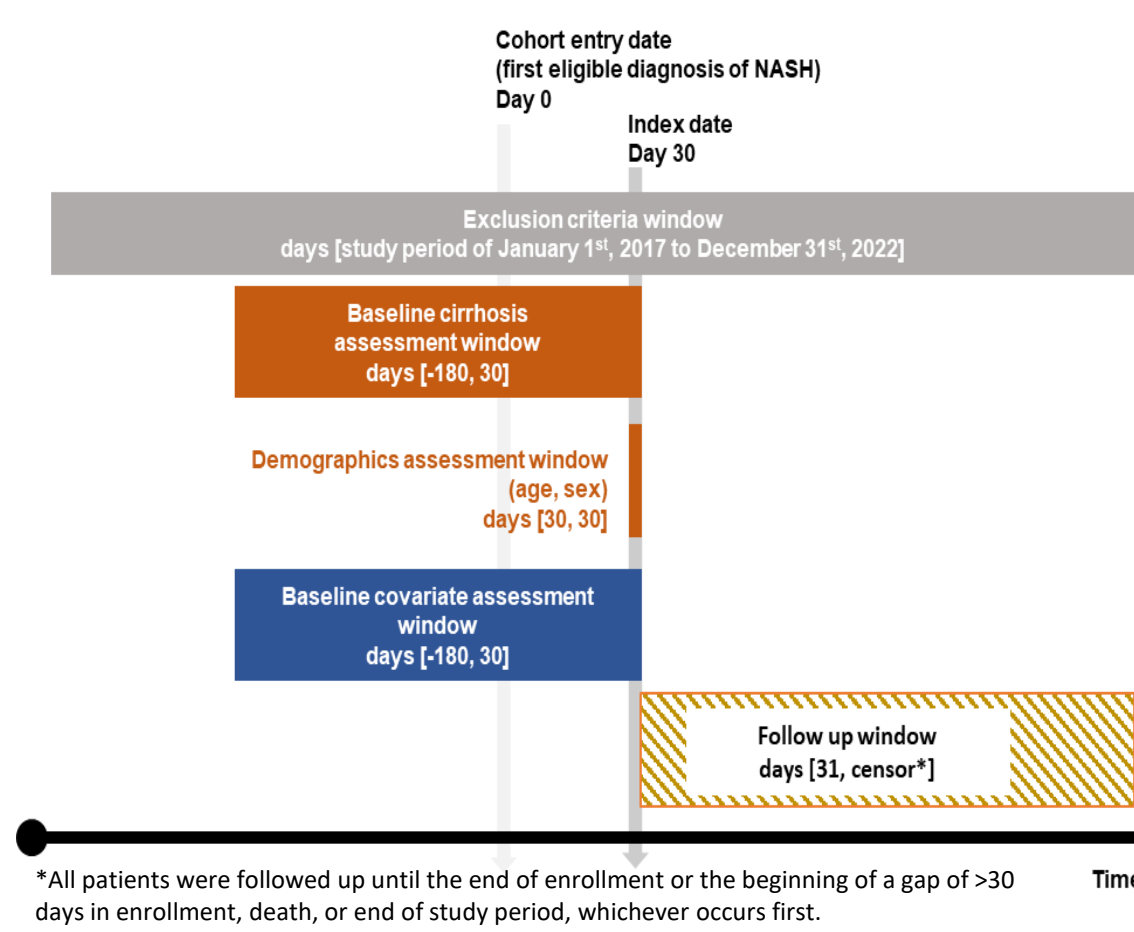 Cohort entry date
(first eligible diagnosis of NASH)
Day 0
Index date
Day 30
Exclusion criteria window
days [study period of January 1st, 2017 to December 31st, 2022]
Baseline cirrhosis
assessment window
days [-180, 30]
Demographics assessment window
(age, sex)
days [30, 30]
Baseline covariate assessment
window
days [-180, 30]
Follow up window
days [31, censor*]
*All patients were followed up until the end of enrollment or the beginning of a gap of >30
days in enrollment, death, or end of study period, whichever occurs first.
Time